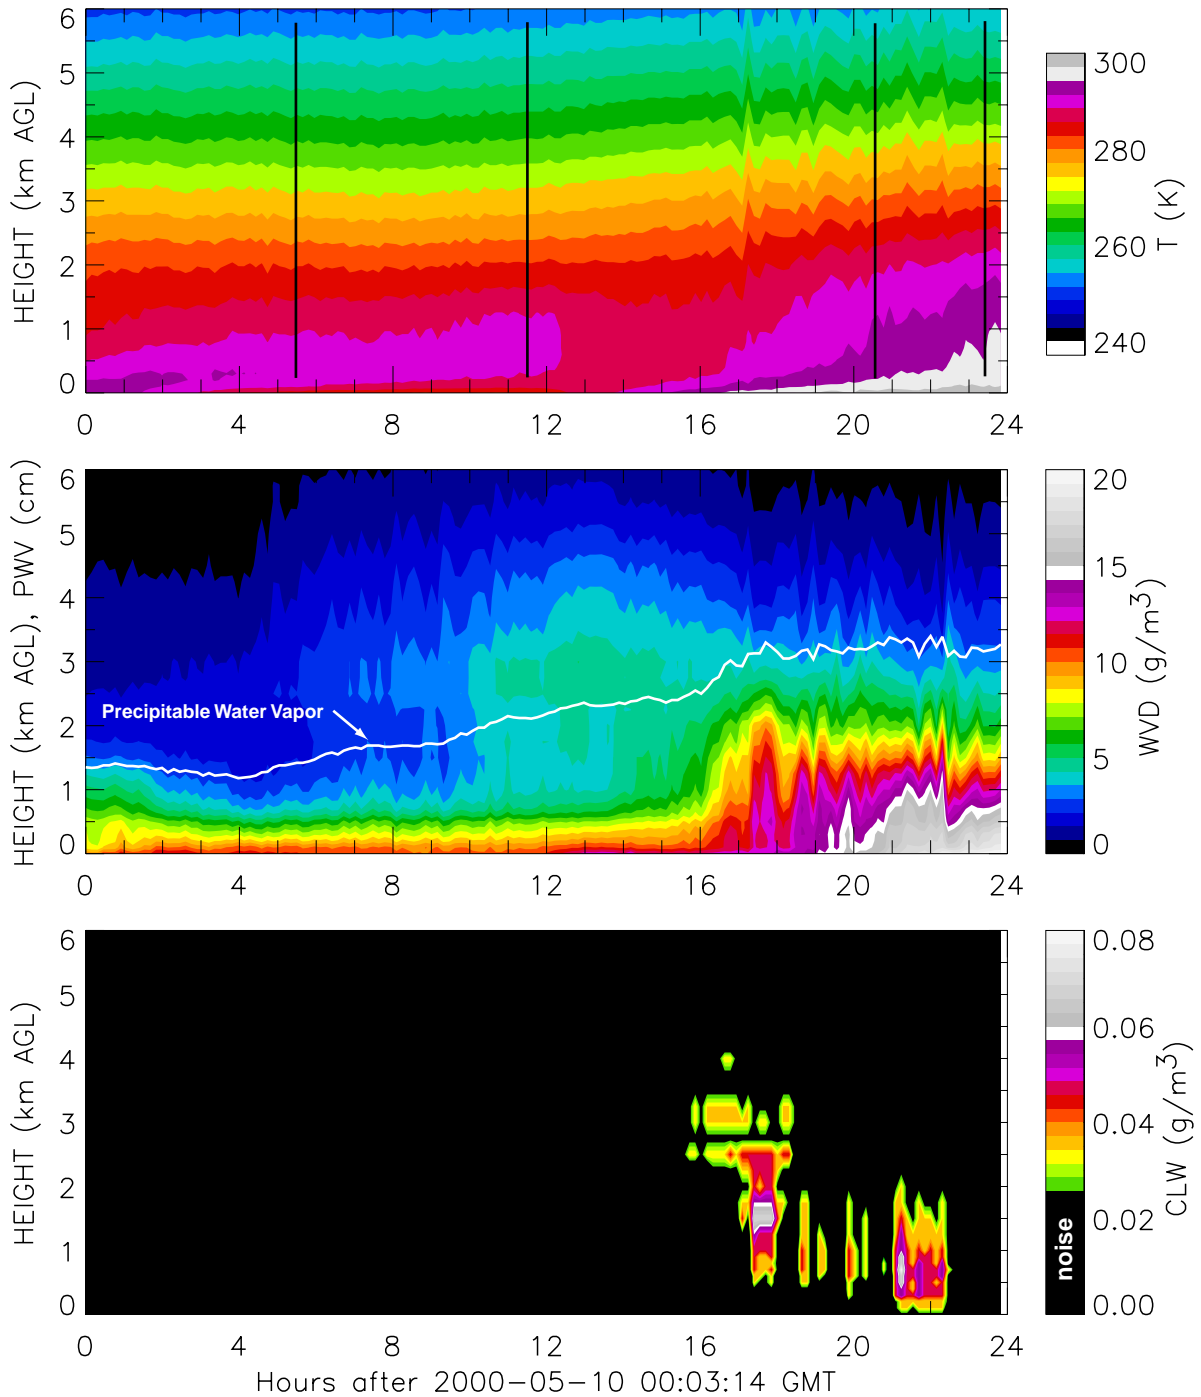 6
5
4
3
2
1
0
HEIGHT (km AGL)
0 4 8 12 16 20 24
300
280
260
240
T (K)
6
5
4
3
2
1
0
HEIGHT (km AGL), PWV (cm)
Precipitable Water Vapor
0 4 8 12 16 20 24
20
15
10
5
0
WVD (g/m3)
6
5
4
3
2
1
0
HEIGHT (km AGL)
0 4 8 12 16 20 24
0.08
0.06
0.04
0.02
0.00
noise
CLW (g/m3)
Hours after 2000-05-10 00:03:14 GMT